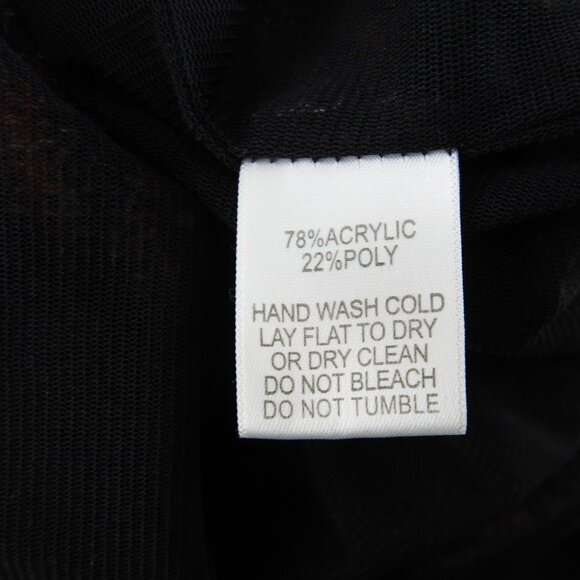 78%ACRYLIC
22%POLY
HAND WASH COLD
LAY FLAT TO DRY
OR DRY CLEAN
DO NOT BLEACH
DO NOT TUMBLE